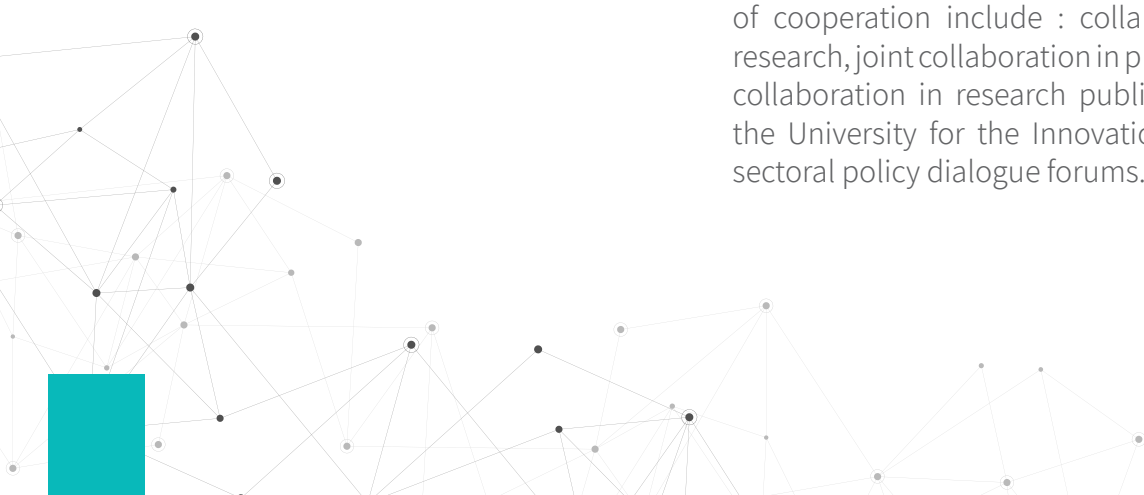 of cooperation include : colla
research, joint collaboration in p
collaboration in research publi
the University for the Innovatio
sectoral policy dialogue forums.